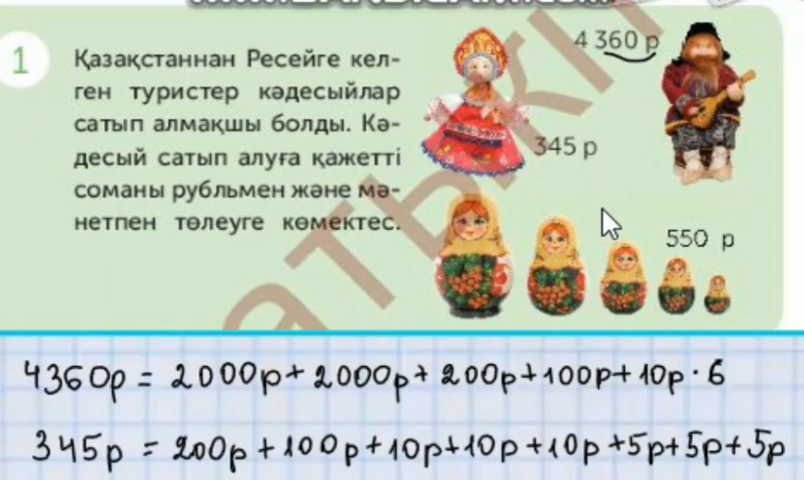 1
Қазақстаннан Ресейге кел-
ген туристер кәдесыйлар
сатып алмақшы болды. Кә-
десый сатып алуға қажетті
соманы рубльмен және мә-
нетпен төлеуге көмектес.
4 360 р
345 р
550 р
4360р = 2000р+2000р+200р+100р+10р·6
345р = 200р+100р+10р+10р+10р+5р+5р+5р